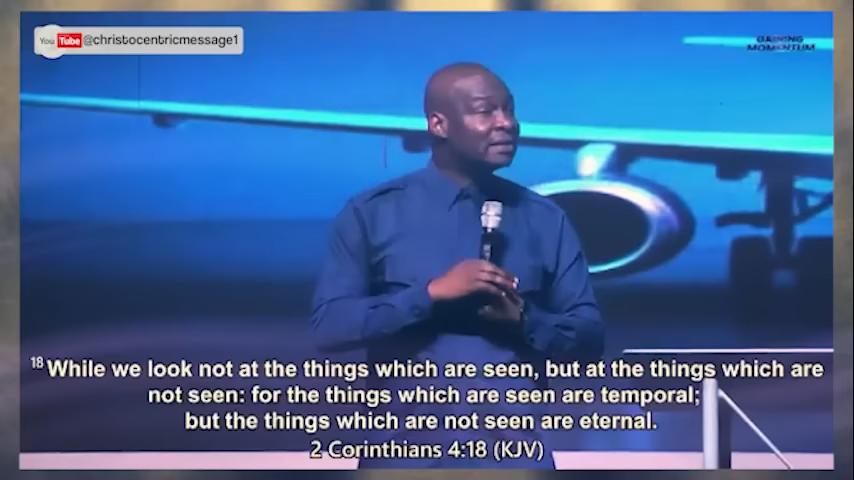 You Tube @christocentricmessage1
GAINING
MOMENTUM
18 While we look not at the things which are seen, but at the things which are
not seen: for the things which are seen are temporal;
but the things which are not seen are eternal.
2 Corinthians 4:18 (KJV)